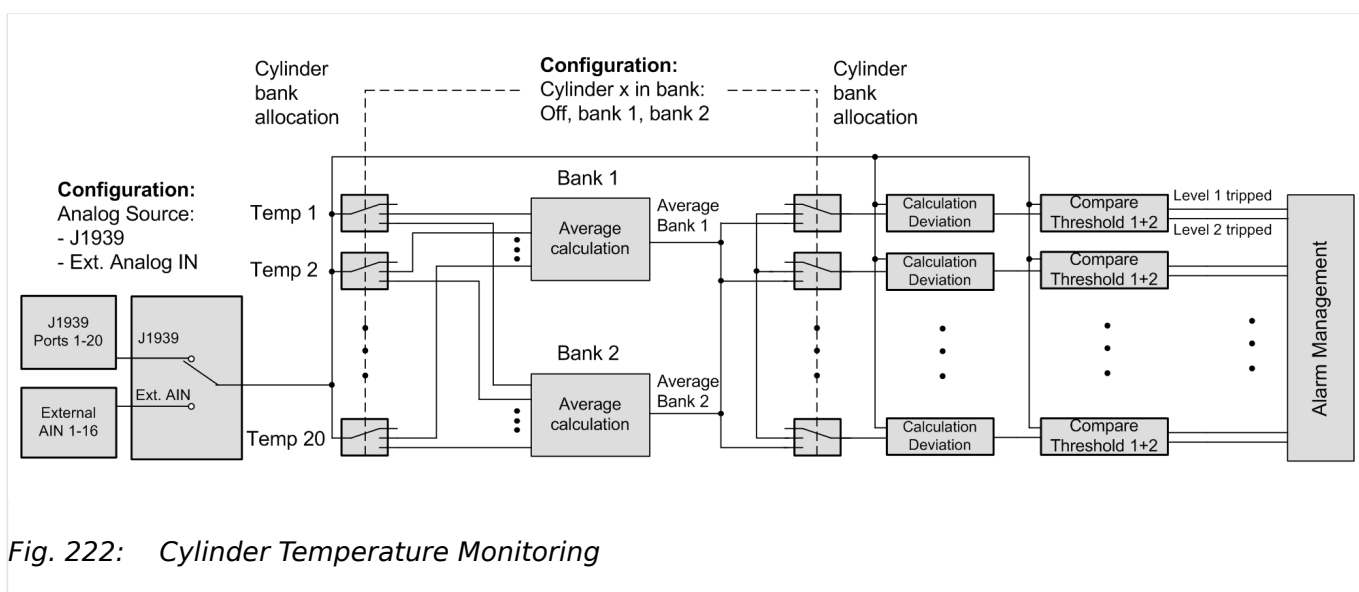 Cylinder
bank
allocation
Configuration:
Cylinder x in bank:
Off, bank 1, bank 2
Cylinder
bank
allocation
Configuration:
Analog Source:
- J1939
- Ext. Analog IN
J1939
Ports 1-20
External
AIN 1-16
J1939
Ext. AIN
Temp 1
Temp 2
Temp 20
Bank 1
Average
calculation
Average
Bank 1
Bank 2
Average
calculation
Average
Bank 2
Calculation
Deviation
Compare
Threshold 1+2
Level 1 tripped
Level 2 tripped
Calculation
Deviation
Compare
Threshold 1+2
Calculation
Deviation
Compare
Threshold 1+2
Alarm Management
Fig. 222: Cylinder Temperature Monitoring